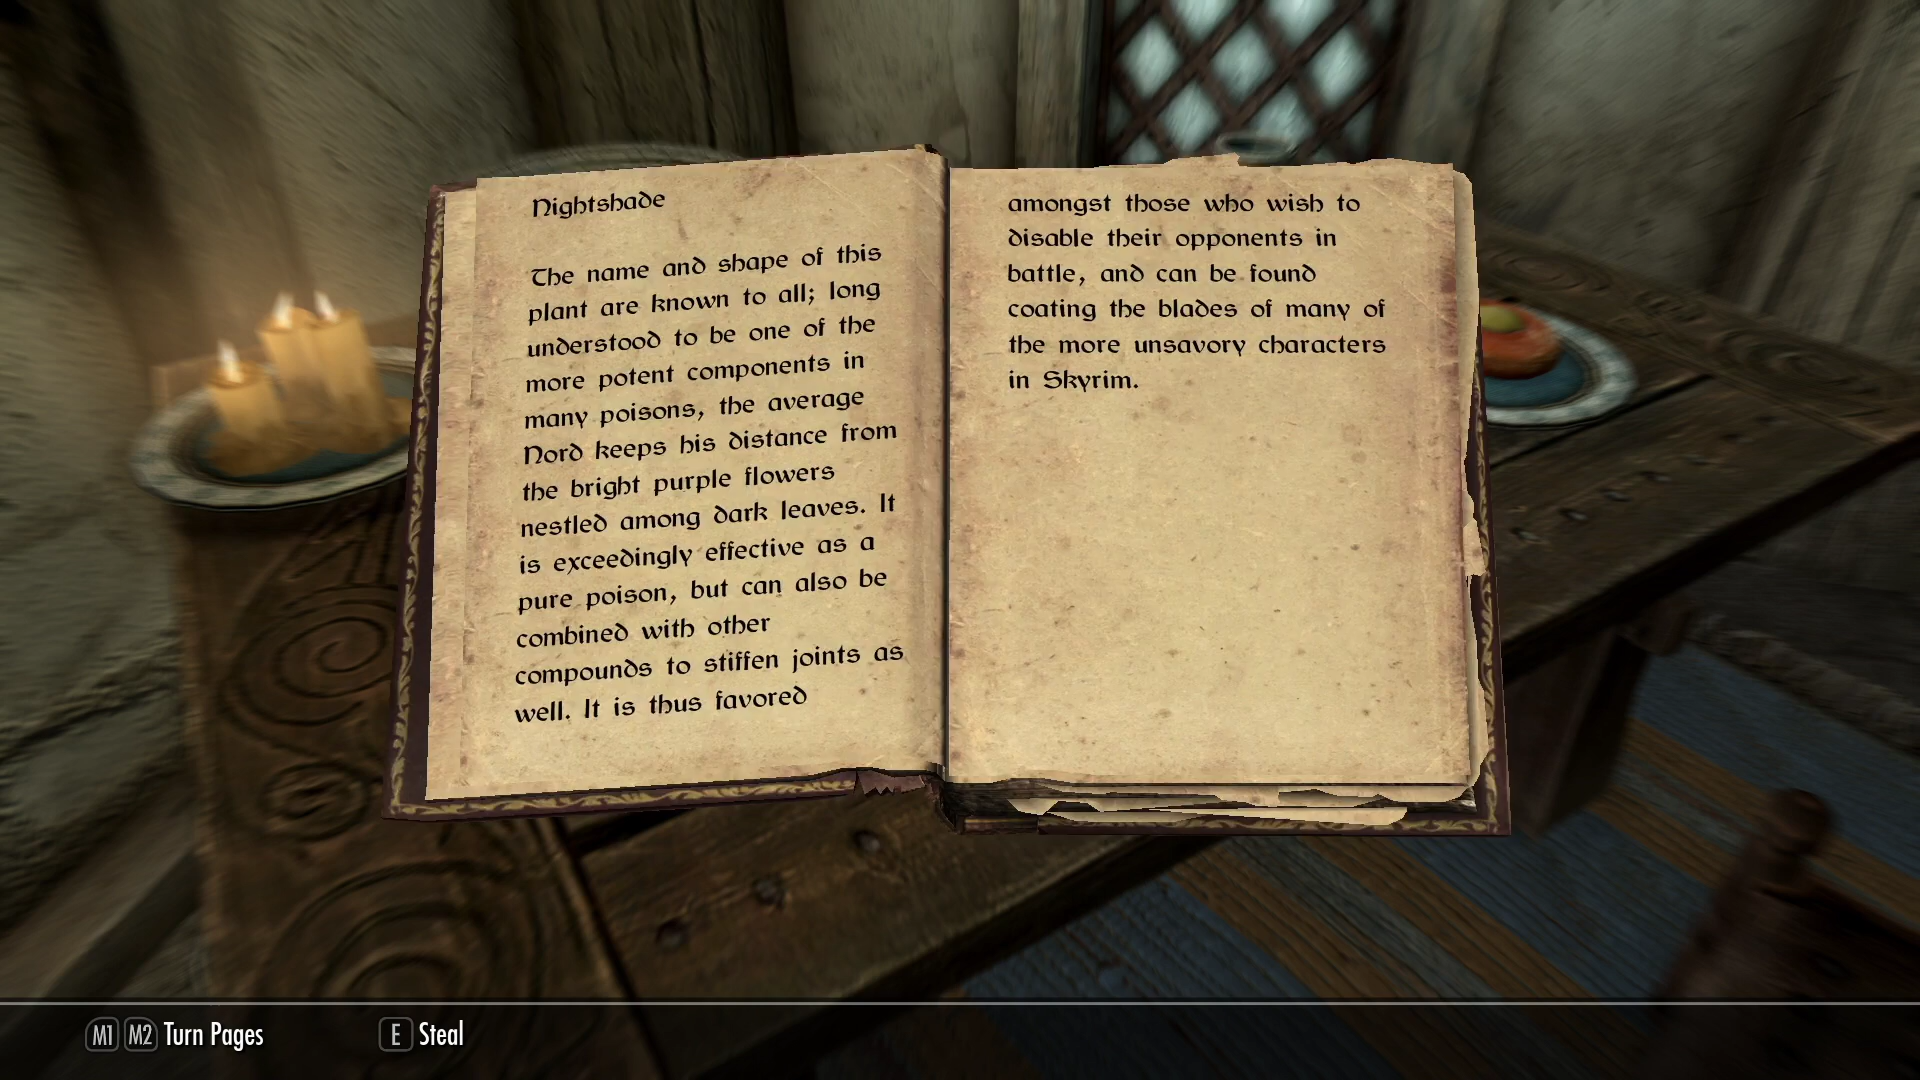 Nightshade
The name and shape of this
plant are known to all; long
understood to be one of the
more potent components in
many poisons, the average
Nord keeps his distance from
the bright purple flowers
nestled among dark leaves. It
is exceedingly effective as a
pure poison, but can also be
combined with other
compounds to stiffen joints as
well. It is thus favored
amongst those who wish to
disable their opponents in
battle, and can be found
coating the blades of many of
the more unsavory characters
in Skyrim.
M1 M2 Turn Pages E Steal